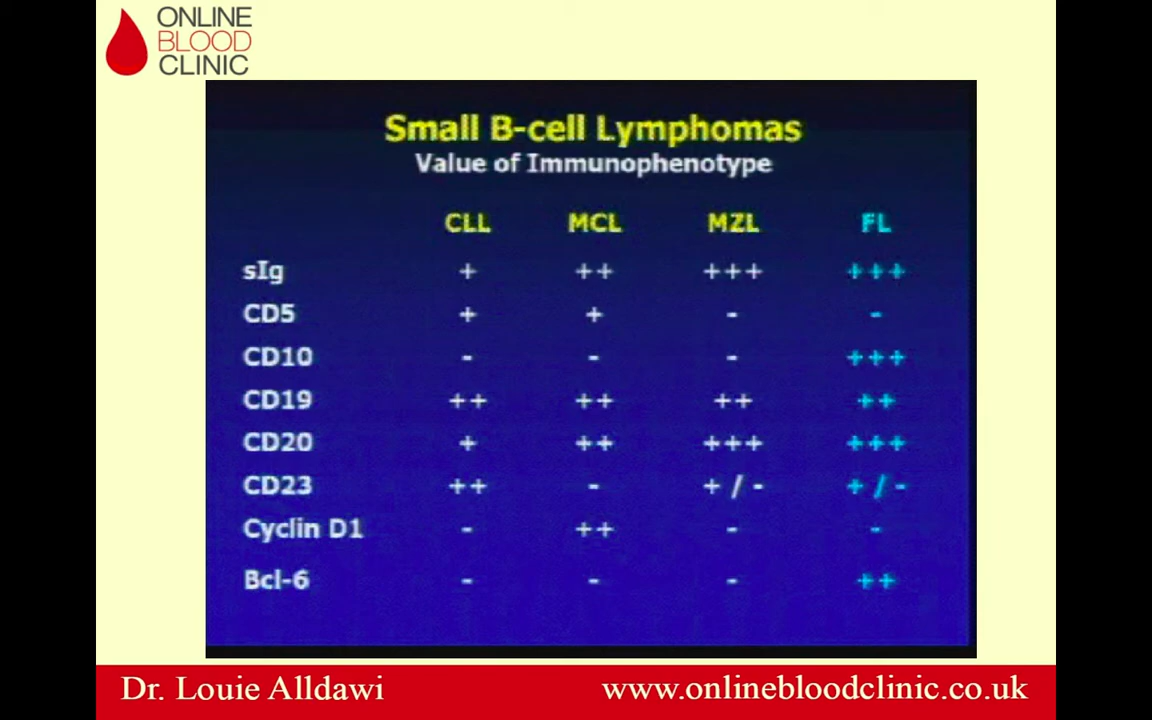 ONLINE
BLOOD
CLINIC
Small B-cell Lymphomas
Value of Immunophenotype
CLL MCL MZL FL
sIg + ++ +++ +++
CD5 + + - -
CD10 - - - +++
CD19 ++ ++ ++ ++
CD20 + ++ +++ +++
CD23 ++ - + / - + / -
Cyclin D1 - ++ - -
Bcl-6 - - - ++
Dr. Louie Alldawi www.onlinebloodclinic.co.uk